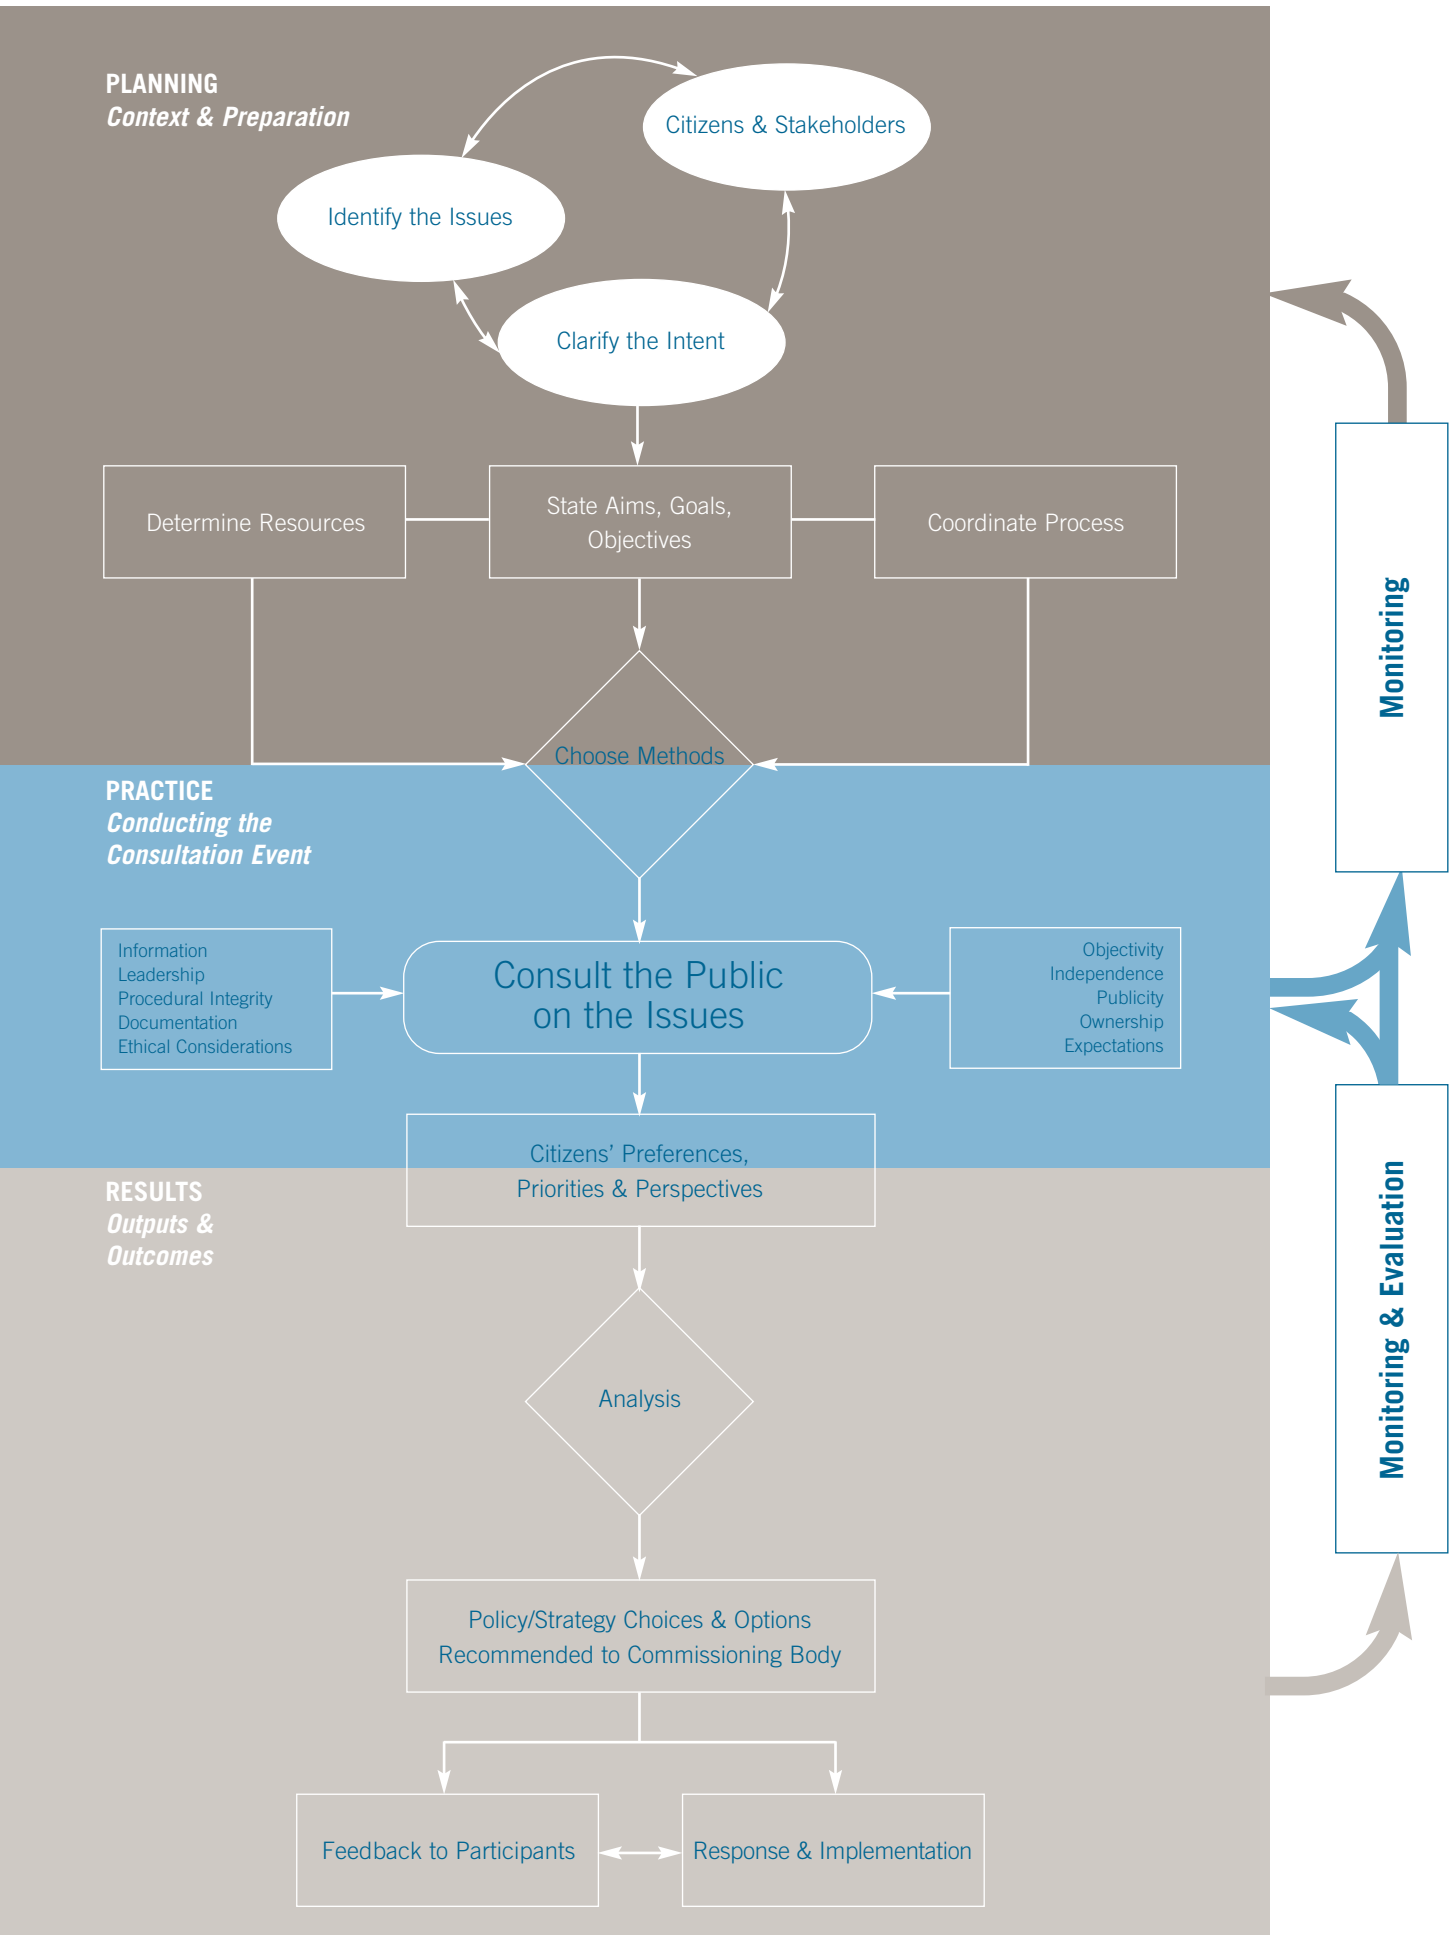 PLANNING
Context & Preparation
Citizens & Stakeholders
Identify the Issues
Clarify the Intent
Determine Resources
State Aims, Goals,
Objectives
Coordinate Process
Choose Methods
PRACTICE
Conducting the
Consultation Event
Information
Leadership
Procedural Integrity
Documentation
Ethical Considerations
Consult the Public
on the Issues
Objectivity
Independence
Publicity
Ownership
Expectations
Citizens’ Preferences,
Priorities & Perspectives
RESULTS
Outputs &
Outcomes
Analysis
Policy/Strategy Choices & Options
Recommended to Commissioning Body
Feedback to Participants
Response & Implementation
Monitoring
Monitoring & Evaluation